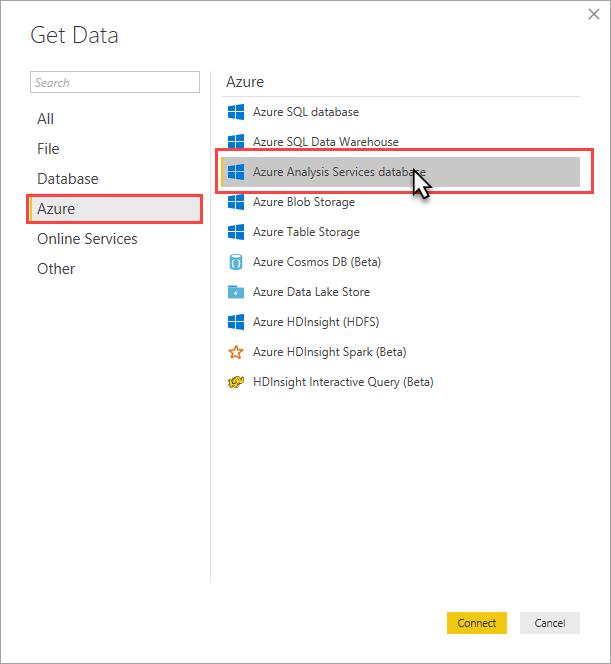 Get Data
Search
All
File
Database
Azure
Online Services
Other
Azure
Azure SQL database
Azure SQL Data Warehouse
Azure Analysis Services database
Azure Blob Storage
Azure Table Storage
Azure Cosmos DB (Beta)
Azure Data Lake Store
Azure HDInsight (HDFS)
Azure HDInsight Spark (Beta)
HDInsight Interactive Query (Beta)
Connect
Cancel